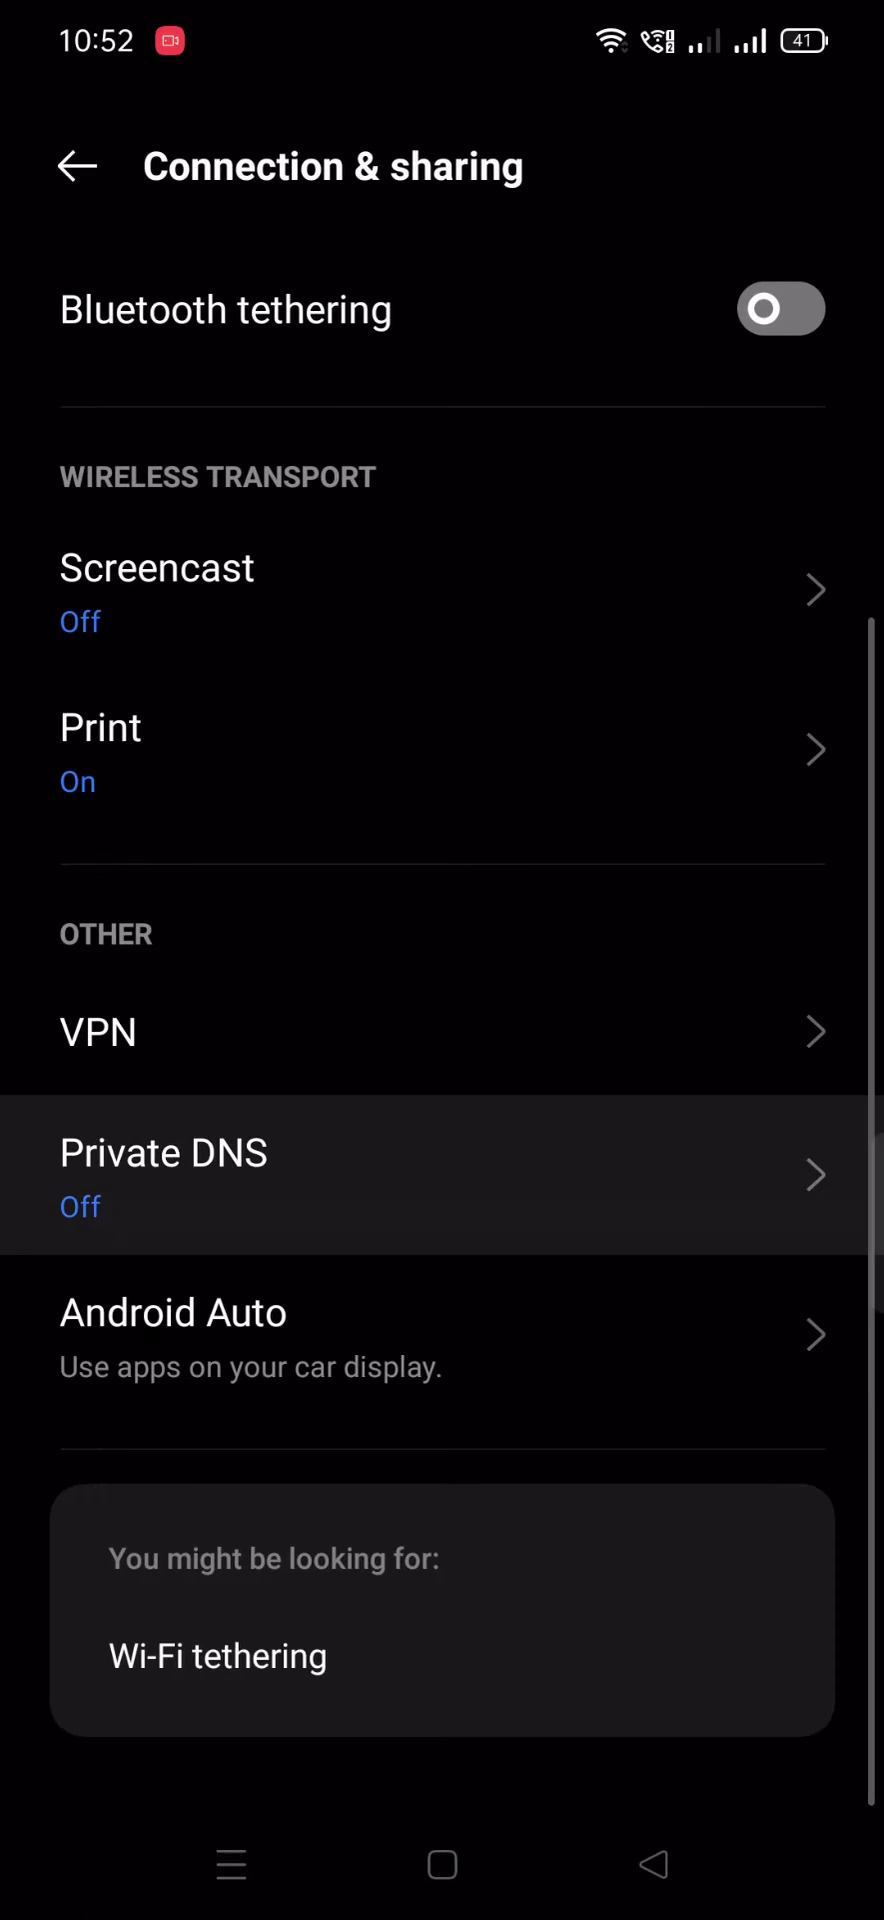 10:52
41
Connection & sharing
Bluetooth tethering
WIRELESS TRANSPORT
Screencast
Off
Print
On
OTHER
VPN
Private DNS
Off
Android Auto
Use apps on your car display.
You might be looking for:
Wi-Fi tethering